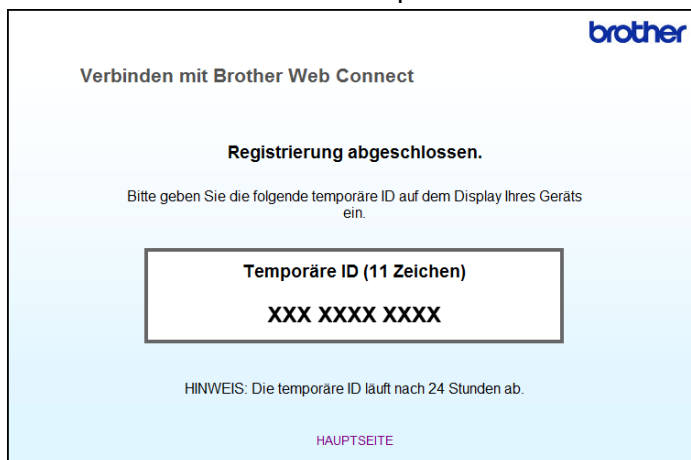 brother
Verbinden mit Brother Web Connect
Registrierung abgeschlossen.
Bitte geben Sie die folgende temporäre ID auf dem Display Ihres Geräts
ein.
Temporäre ID (11 Zeichen)
XXX XXXX XXXX
HINWEIS: Die temporäre ID läuft nach 24 Stunden ab.
HAUPTSEITE